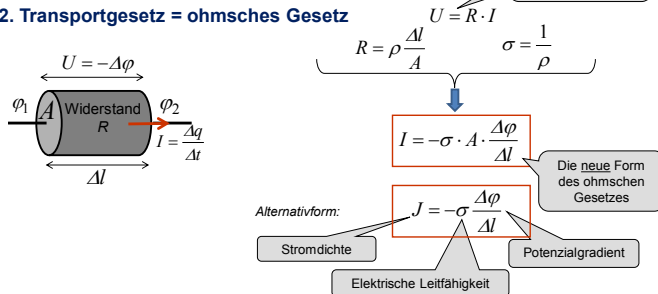 2. Transportgesetz = ohmsches Gesetz
U = R · I
R = ρ Δl/A
σ = 1/ρ
U = −Δφ
φ₁
A
Widerstand
R
φ₂
I = Δq/Δt
Δl
I = −σ · A · Δφ/Δl
Die neue Form
des ohmschen
Gesetzes
Alternativform:
J = −σ Δφ/Δl
Stromdichte
Potenzialgradient
Elektrische Leitfähigkeit